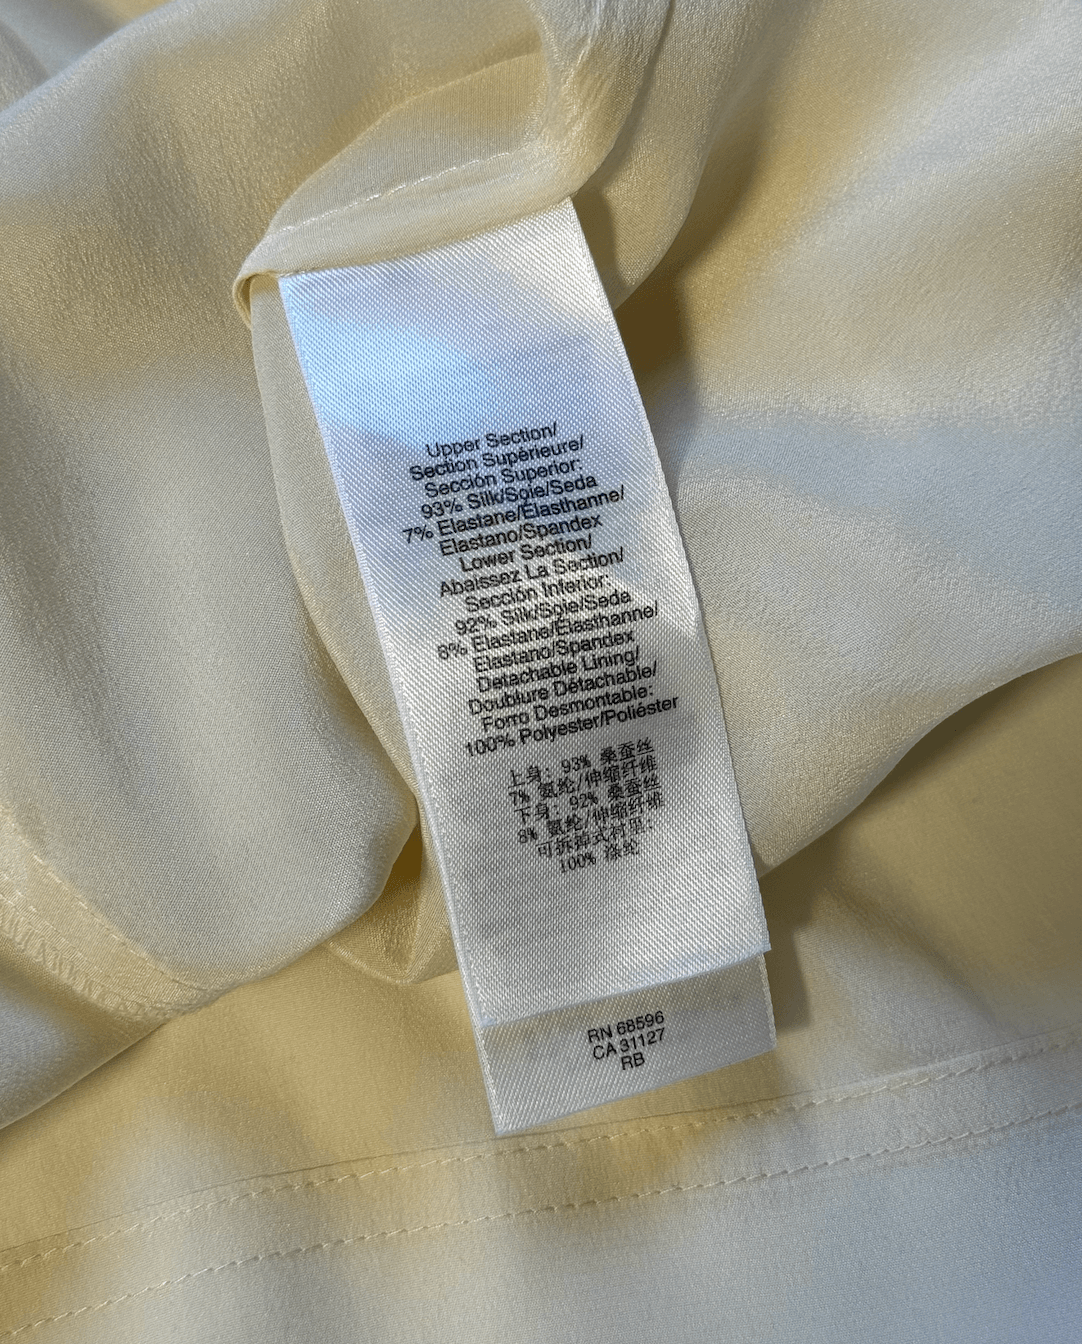 Upper Section/
Section Supérieure/
Sección Superior:
93% Silk/Soie/Seda
7% Elastane/Élasthanne/
Elastano/Spandex
Lower Section/
Abaissez La Section/
Sección Inferior:
92% Silk/Soie/Seda
8% Elastane/Élasthanne/
Elastano/Spandex
Detachable Lining/
Doublure Détachable/
Forro Desmontable:
100% Polyester/Poliéster
上身: 93% 桑蚕丝
7% 氨纶/伸缩纤维
下身: 92% 桑蚕丝
8% 氨纶/伸缩纤维
可拆掉式衬里:
100% 涤纶
RN 68596
CA 31127
RB